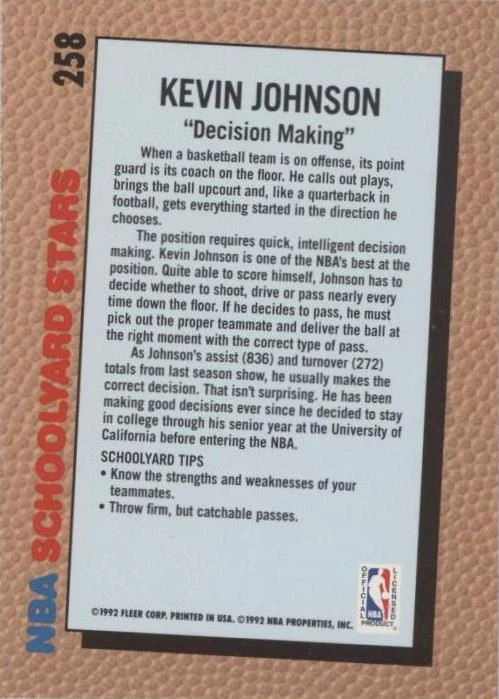 258
NBA SCHOOLYARD STARS
KEVIN JOHNSON
“Decision Making”
When a basketball team is on offense, its point
guard is its coach on the floor. He calls out plays,
brings the ball upcourt and, like a quarterback in
football, gets everything started in the direction he
chooses.
The position requires quick, intelligent decision
making. Kevin Johnson is one of the NBA's best at the
position. Quite able to score himself, Johnson has to
decide whether to shoot, drive or pass nearly every
time down the floor. If he decides to pass, he must
pick out the proper teammate and deliver the ball at
the right moment with the correct type of pass.
As Johnson's assist (836) and turnover (272)
totals from last season show, he usually makes the
correct decision. That isn't surprising. He has been
making good decisions ever since he decided to stay
in college through his senior year at the University of
California before entering the NBA.
SCHOOLYARD TIPS
• Know the strengths and weaknesses of your
teammates.
• Throw firm, but catchable passes.
©1992 FLEER CORP. PRINTED IN USA. ©1992 NBA PROPERTIES, INC.
OFFICIAL
LICENSED
NBA
PRODUCT